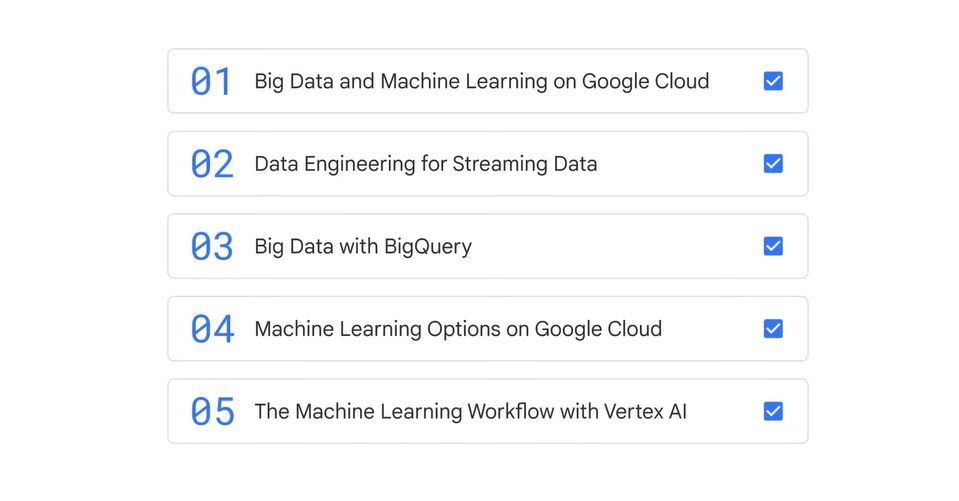 01 Big Data and Machine Learning on Google Cloud
02 Data Engineering for Streaming Data
03 Big Data with BigQuery
04 Machine Learning Options on Google Cloud
05 The Machine Learning Workflow with Vertex AI